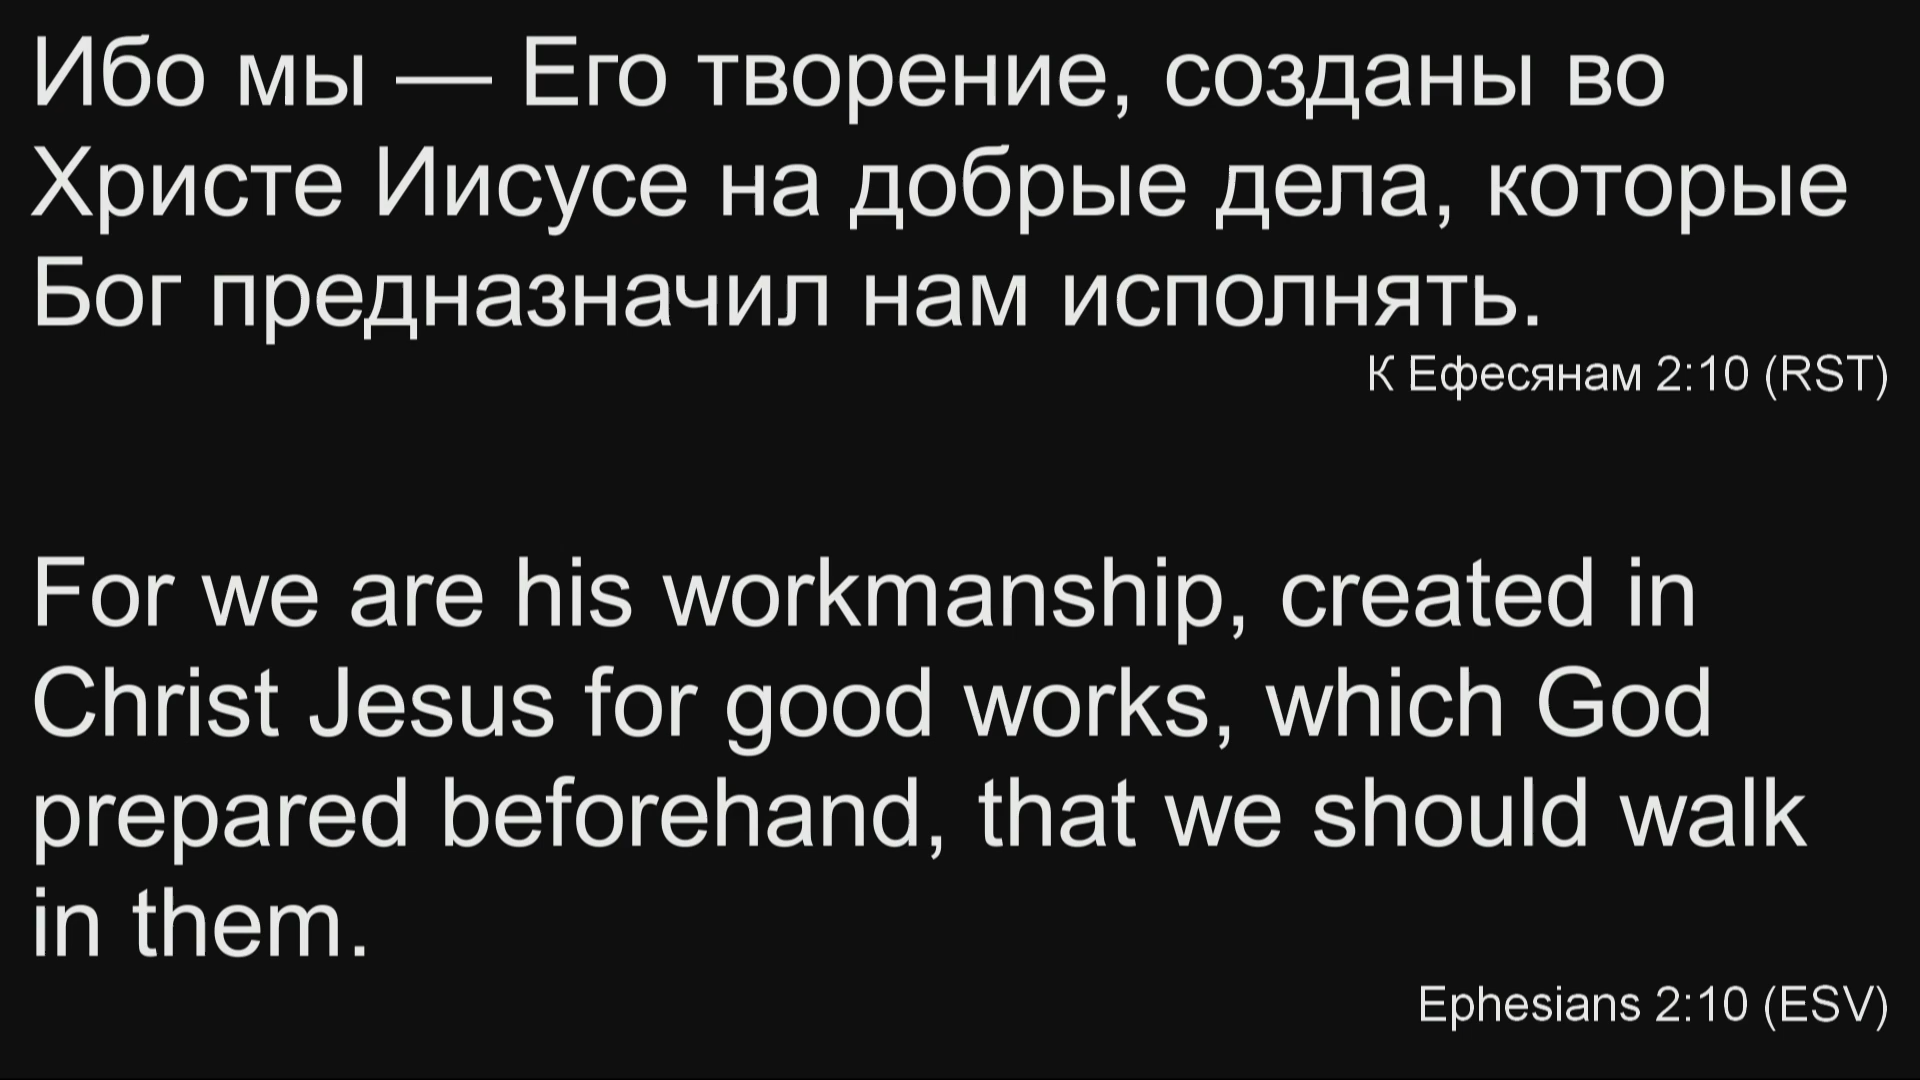 Ибо мы — Его творение, созданы во
Христе Иисусе на добрые дела, которые
Бог предназначил нам исполнять.
К Ефесянам 2:10 (RST)
For we are his workmanship, created in
Christ Jesus for good works, which God
prepared beforehand, that we should walk
in them.
Ephesians 2:10 (ESV)